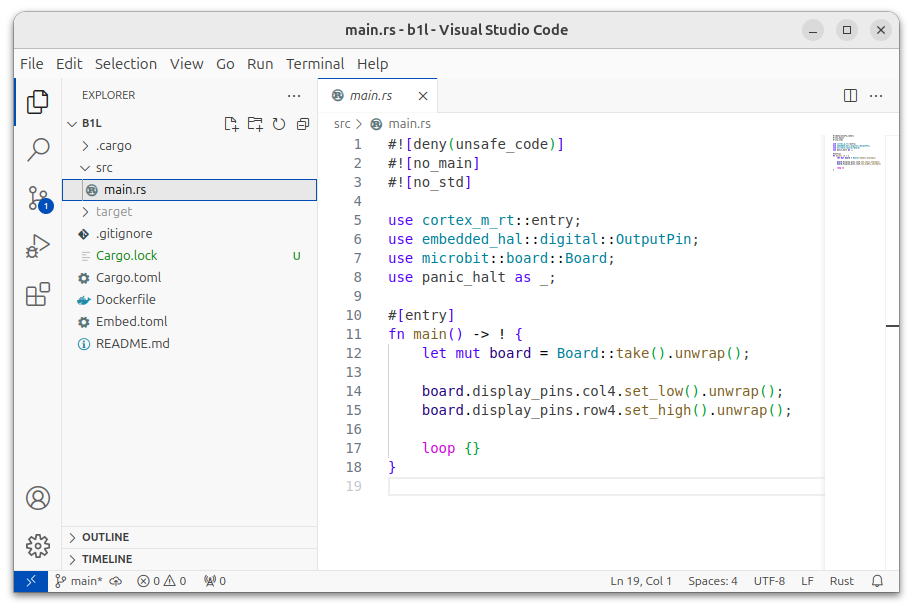 main.rs - b1l - Visual Studio Code
File Edit Selection View Go Run Terminal Help
EXPLORER
B1L
.cargo
src
main.rs
target
.gitignore
Cargo.lock U
Cargo.toml
Dockerfile
Embed.toml
README.md
OUTLINE
TIMELINE
1
main.rs
src > main.rs
1 #![deny(unsafe_code)]
2 #![no_main]
3 #![no_std]
4
5 use cortex_m_rt::entry;
6 use embedded_hal::digital::OutputPin;
7 use microbit::board::Board;
8 use panic_halt as _;
9
10 #[entry]
11 fn main() -> ! {
12     let mut board = Board::take().unwrap();
13
14     board.display_pins.col4.set_low().unwrap();
15     board.display_pins.row4.set_high().unwrap();
16
17     loop {}
18 }
19
main* 0 0 0 Ln 19, Col 1 Spaces: 4 UTF-8 LF Rust